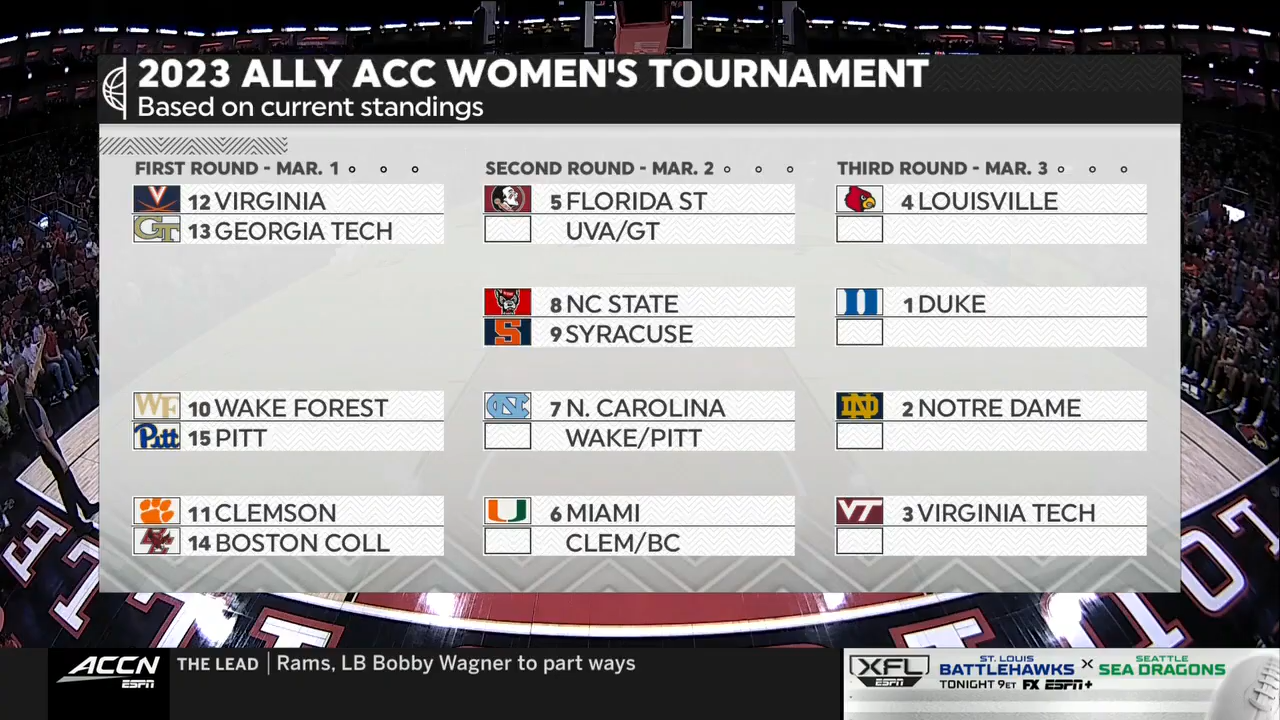 2023 ALLY ACC WOMEN'S TOURNAMENT
Based on current standings
FIRST ROUND - MAR. 1
12 VIRGINIA
13 GEORGIA TECH
10 WAKE FOREST
15 PITT
11 CLEMSON
14 BOSTON COLL
SECOND ROUND - MAR. 2
5 FLORIDA ST
UVA/GT
8 NC STATE
9 SYRACUSE
7 N. CAROLINA
WAKE/PITT
6 MIAMI
CLEM/BC
THIRD ROUND - MAR. 3
4 LOUISVILLE
1 DUKE
2 NOTRE DAME
3 VIRGINIA TECH
ACCN
ESPN
THE LEAD | Rams, LB Bobby Wagner to part ways
XFL
ESPN
ST. LOUIS
BATTLEHAWKS
X
SEATTLE
SEA DRAGONS
TONIGHT 9ET FX ESPN+